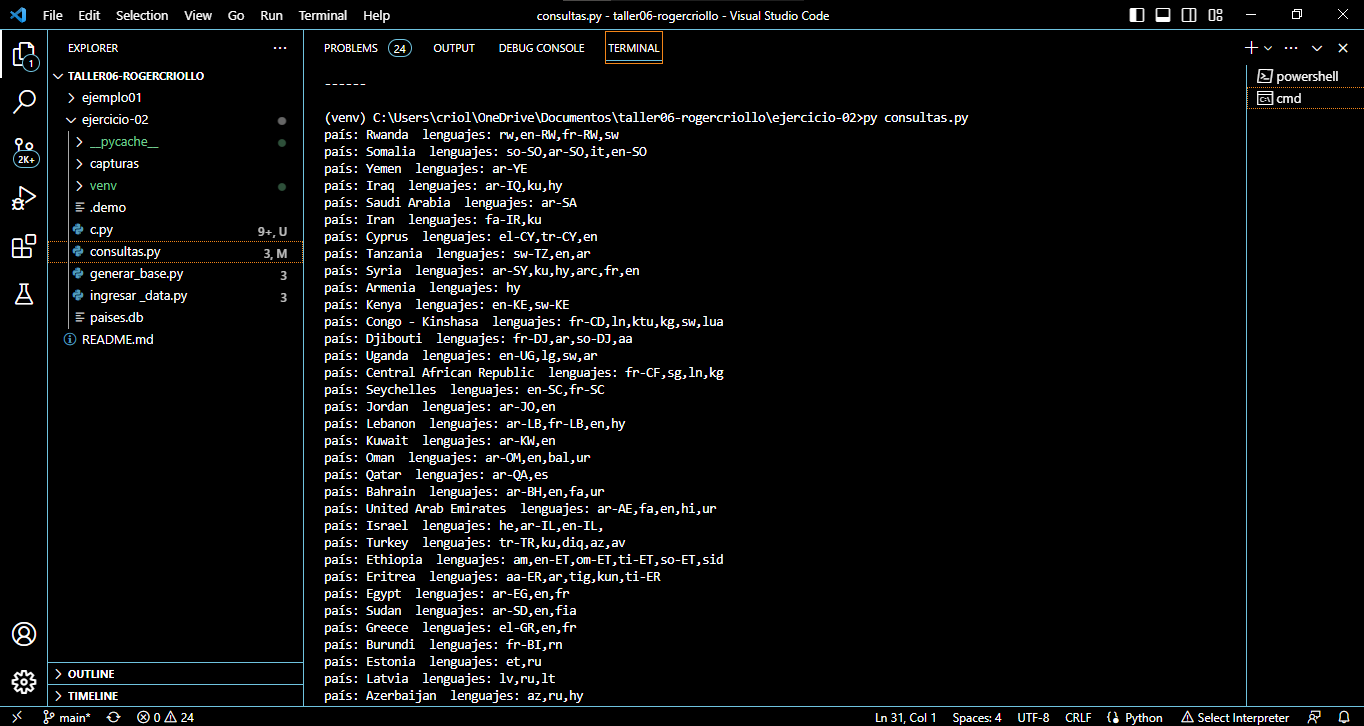 File Edit Selection View Go Run Terminal Help
consultas.py - taller06-rogercriollo - Visual Studio Code
EXPLORER
PROBLEMS 24 OUTPUT DEBUG CONSOLE TERMINAL
1
2K+
TALLER06-ROGERCRIOLLO
ejemplo01
ejercicio-02
__pycache__
capturas
venv
.demo
c.py 9+, U
consultas.py 3, M
generar_base.py 3
ingresar _data.py 3
paises.db
README.md
OUTLINE
TIMELINE
------
(venv) C:\Users\criol\OneDrive\Documentos\taller06-rogercriollo\ejercicio-02>py consultas.py
país: Rwanda  lenguajes: rw,en-RW,fr-RW,sw
país: Somalia  lenguajes: so-SO,ar-SO,it,en-SO
país: Yemen  lenguajes: ar-YE
país: Iraq  lenguajes: ar-IQ,ku,hy
país: Saudi Arabia  lenguajes: ar-SA
país: Iran  lenguajes: fa-IR,ku
país: Cyprus  lenguajes: el-CY,tr-CY,en
país: Tanzania  lenguajes: sw-TZ,en,ar
país: Syria  lenguajes: ar-SY,ku,hy,arc,fr,en
país: Armenia  lenguajes: hy
país: Kenya  lenguajes: en-KE,sw-KE
país: Congo - Kinshasa  lenguajes: fr-CD,ln,ktu,kg,sw,lua
país: Djibouti  lenguajes: fr-DJ,ar,so-DJ,aa
país: Uganda  lenguajes: en-UG,lg,sw,ar
país: Central African Republic  lenguajes: fr-CF,sg,ln,kg
país: Seychelles  lenguajes: en-SC,fr-SC
país: Jordan  lenguajes: ar-JO,en
país: Lebanon  lenguajes: ar-LB,fr-LB,en,hy
país: Kuwait  lenguajes: ar-KW,en
país: Oman  lenguajes: ar-OM,en,bal,ur
país: Qatar  lenguajes: ar-QA,es
país: Bahrain  lenguajes: ar-BH,en,fa,ur
país: United Arab Emirates  lenguajes: ar-AE,fa,en,hi,ur
país: Israel  lenguajes: he,ar-IL,en-IL,
país: Turkey  lenguajes: tr-TR,ku,diq,az,av
país: Ethiopia  lenguajes: am,en-ET,om-ET,ti-ET,so-ET,sid
país: Eritrea  lenguajes: aa-ER,ar,tig,kun,ti-ER
país: Egypt  lenguajes: ar-EG,en,fr
país: Sudan  lenguajes: ar-SD,en,fia
país: Greece  lenguajes: el-GR,en,fr
país: Burundi  lenguajes: fr-BI,rn
país: Estonia  lenguajes: et,ru
país: Latvia  lenguajes: lv,ru,lt
país: Azerbaijan  lenguajes: az,ru,hy
powershell
cmd
main* 0 24 Ln 31, Col 1 Spaces: 4 UTF-8 CRLF Python Select Interpreter